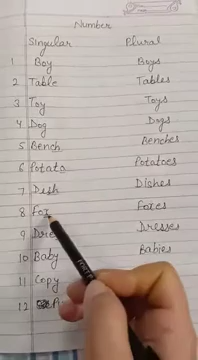 Number
Singular Plural
1 Boy Boys
2 Table Tables
3 Toy Toys
4 Dog Dogs
5 Bench Benches
6 Potato Potatoes
7 Dish Dishes
8 Fox Foxes
9 Dre Dresses
10 Baby Babies
11 Copy
12